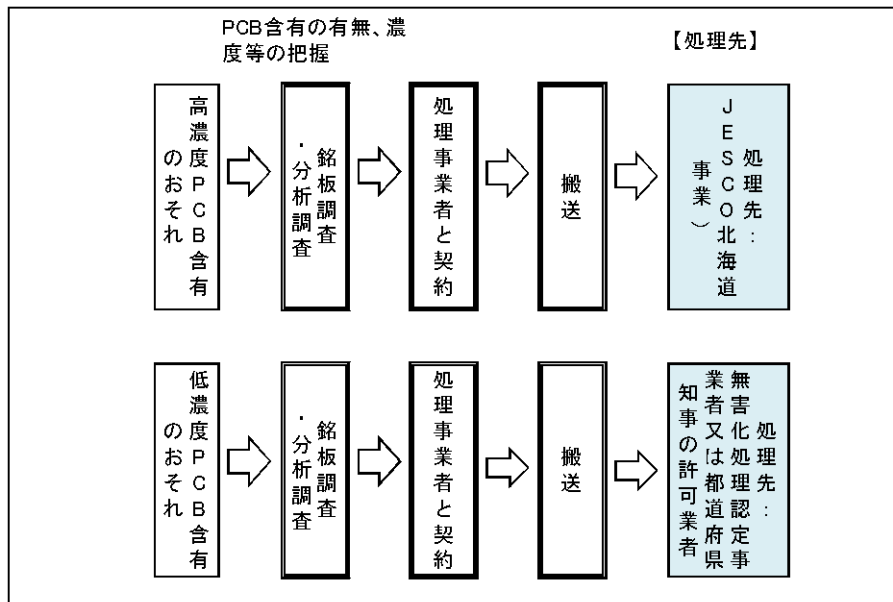 PCB含有の有無、濃
度等の把握
【処理先】
高濃度PCB含有
のおそれ
銘板調査
・分析調査
処理事業者と契約
搬送
処理先：
JESCO北海道
事業）
低濃度PCB含有
のおそれ
銘板調査
・分析調査
処理事業者と契約
搬送
処理先：
無害化処理認定事
業者又は都道府県
知事の許可業者